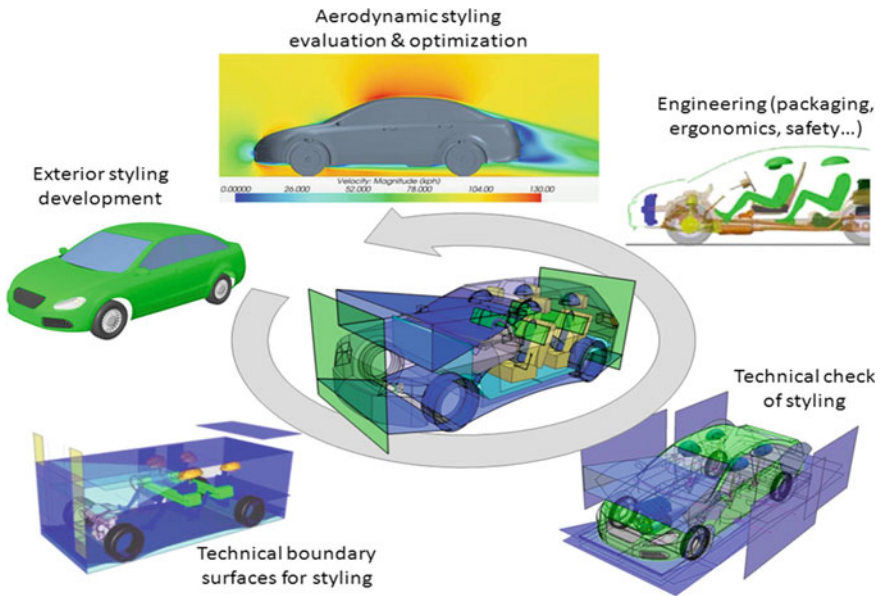 Aerodynamic styling
evaluation & optimization
Engineering (packaging,
ergonomics, safety...)
Exterior styling
development
Velocity: Magnitude (kph)
0.00000 26.000 52.000 78.000 104.00 130.00
Technical check
of styling
Technical boundary
surfaces for styling